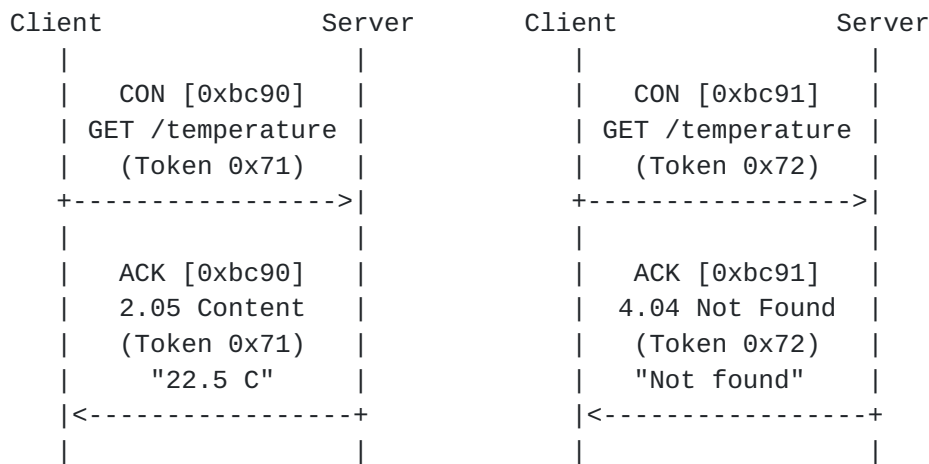 Client Server Client Server
| | | |
| CON [0xbc90] | | CON [0xbc91] |
| GET /temperature | | GET /temperature |
| (Token 0x71) | | (Token 0x72) |
+----------------->| +----------------->|
| | | |
| ACK [0xbc90] | | ACK [0xbc91] |
| 2.05 Content | | 4.04 Not Found |
| (Token 0x71) | | (Token 0x72) |
| "22.5 C" | | "Not found" |
|<-----------------+ |<-----------------+
| | | |